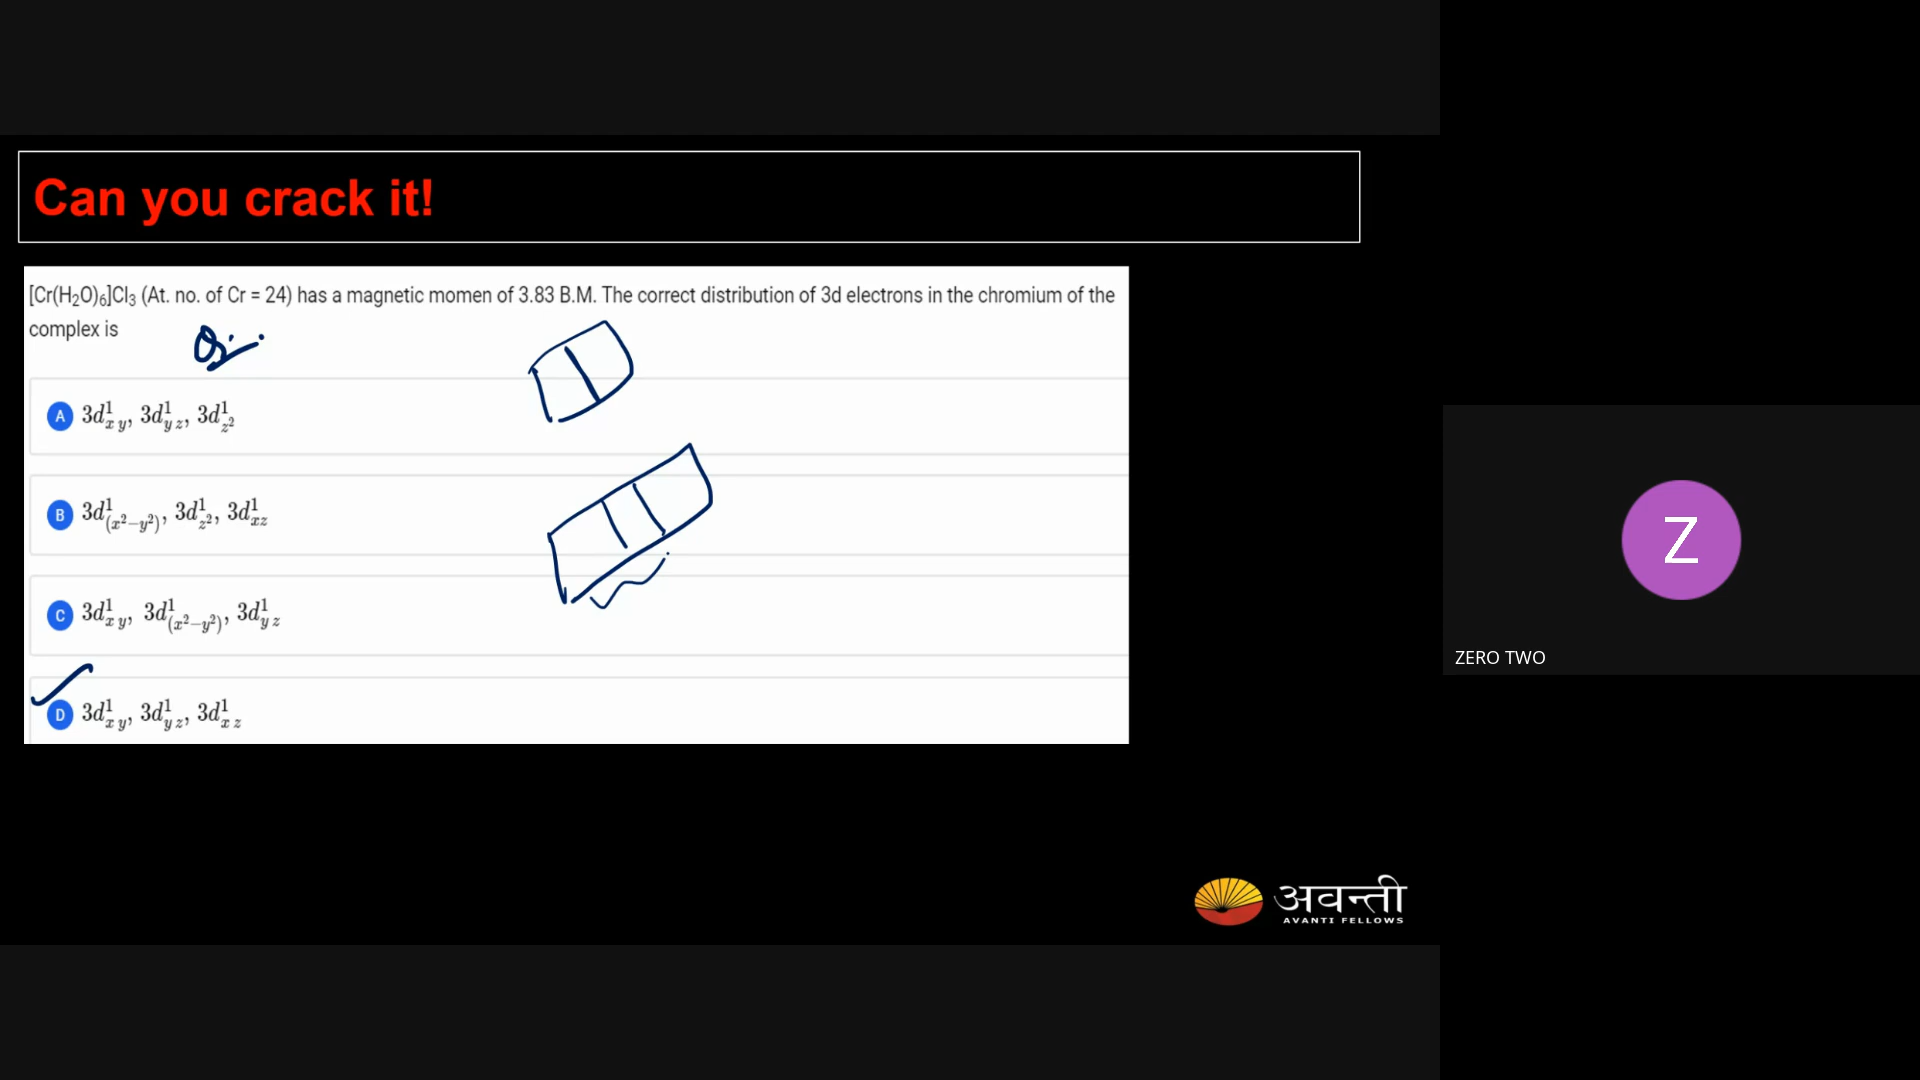 Can you crack it!
[Cr(H₂O)₆]Cl₃ (At. no. of Cr = 24) has a magnetic momen of 3.83 B.M. The correct distribution of 3d electrons in the chromium of the
complex is
A 3d¹xy, 3d¹yz, 3d¹z²
B 3d¹(x²−y²), 3d¹z², 3d¹xz
C 3d¹xy, 3d¹(x²−y²), 3d¹yz
D 3d¹xy, 3d¹yz, 3d¹xz
Z
ZERO TWO
अवन्ती
AVANTI FELLOWS